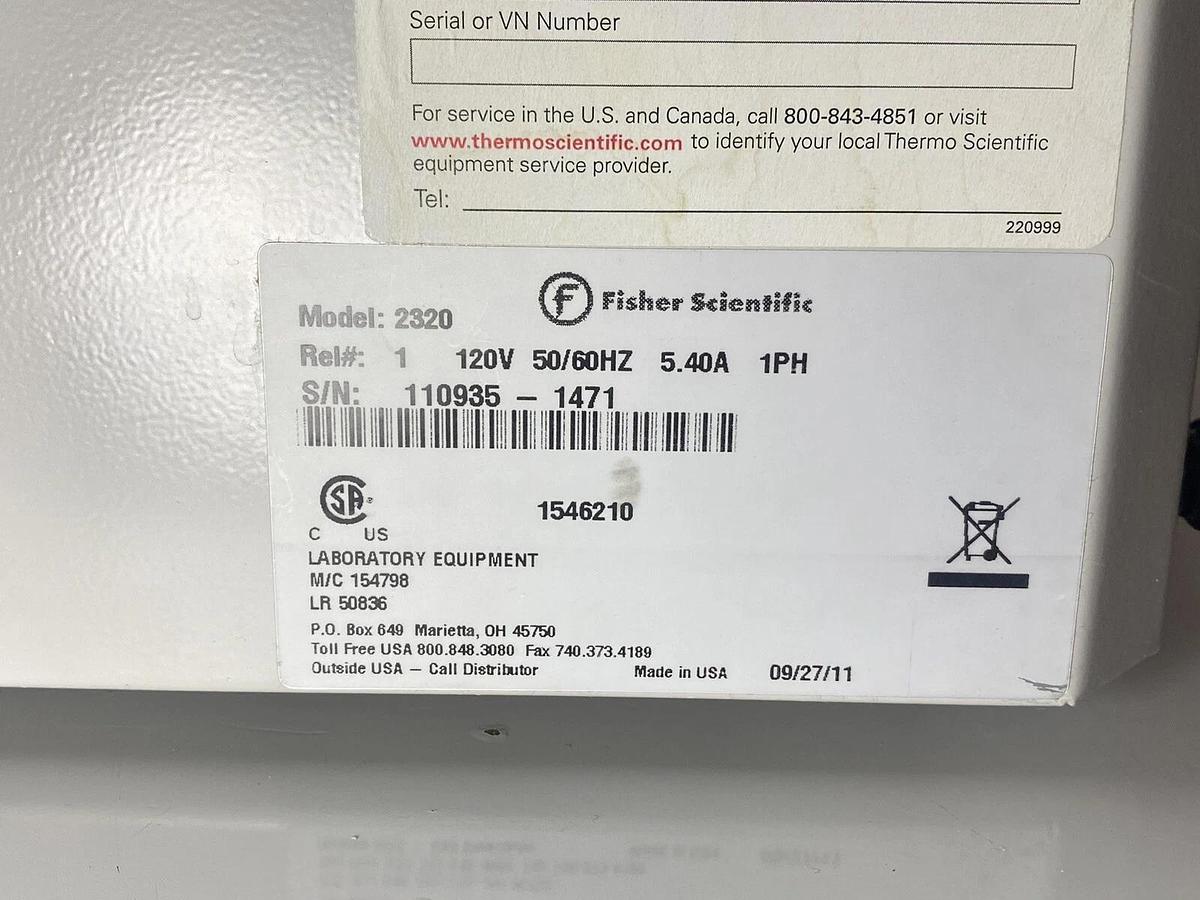 Serial or VN Number
For service in the U.S. and Canada, call 800-843-4851 or visit
www.thermoscientific.com to identify your local Thermo Scientific
equipment service provider.
Tel:
220999
F Fisher Scientific
Model: 2320
Rel#: 1 120V 50/60HZ 5.40A 1PH
S/N: 110935 – 1471
SA ®
C US
1546210
LABORATORY EQUIPMENT
M/C 154798
LR 50836
P.O. Box 649 Marietta, OH 45750
Toll Free USA 800.848.3080 Fax 740.373.4189
Outside USA – Call Distributor Made in USA 09/27/11